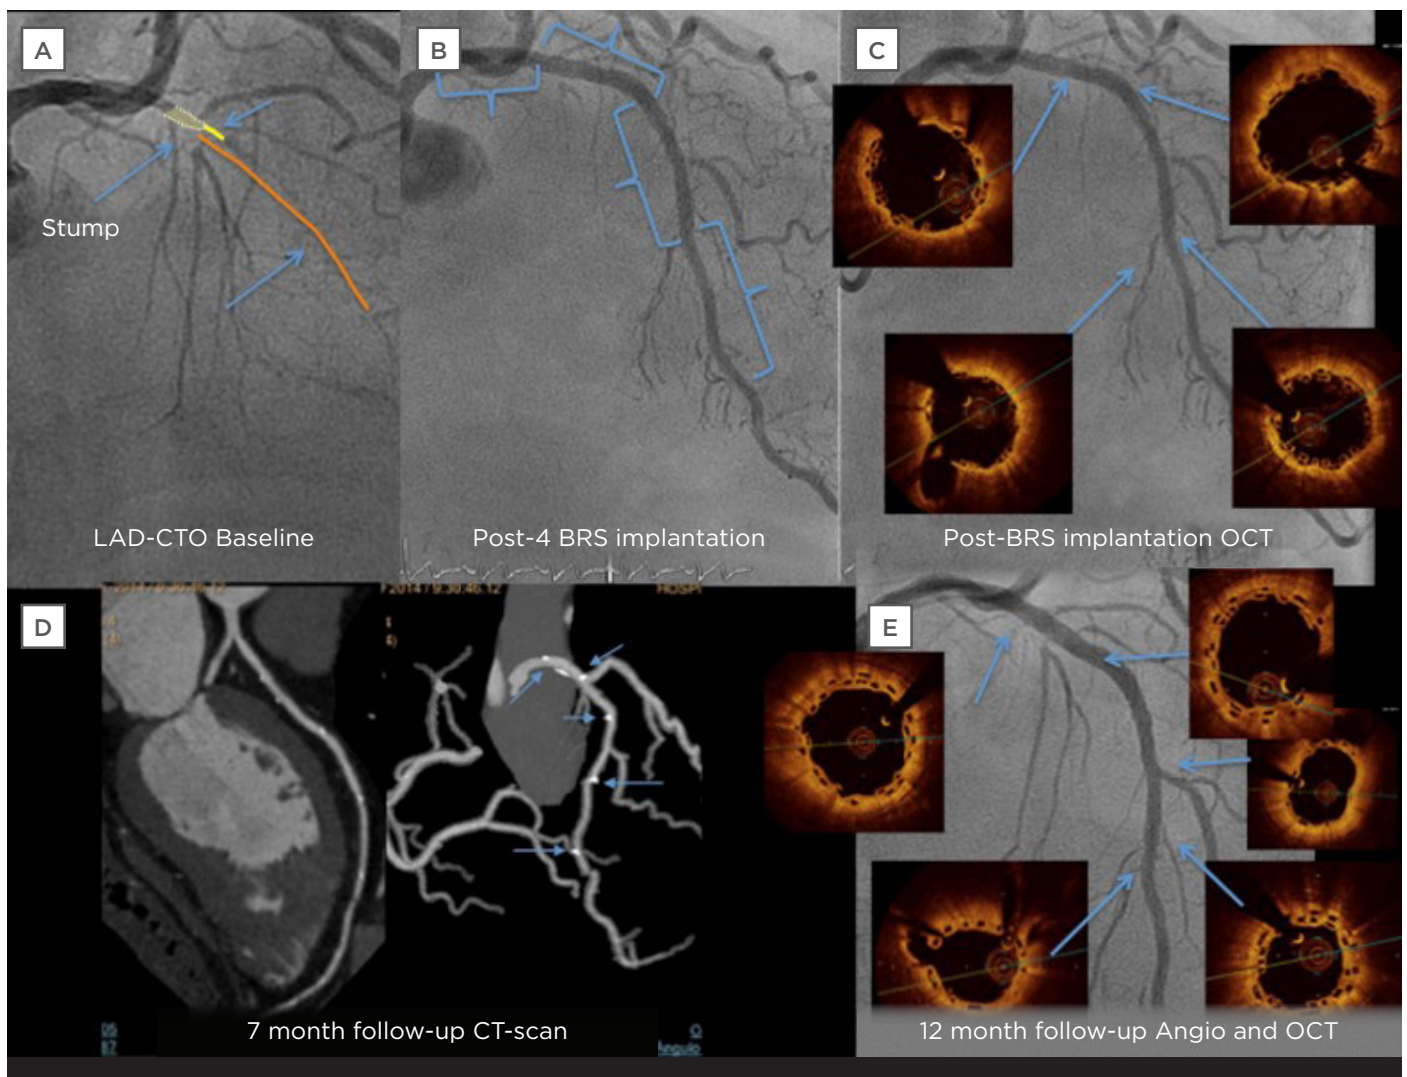 A
B
C
Stump
LAD-CTO Baseline
Post-4 BRS implantation
Post-BRS implantation OCT
D
E
7 month follow-up CT-scan
12 month follow-up Angio and OCT